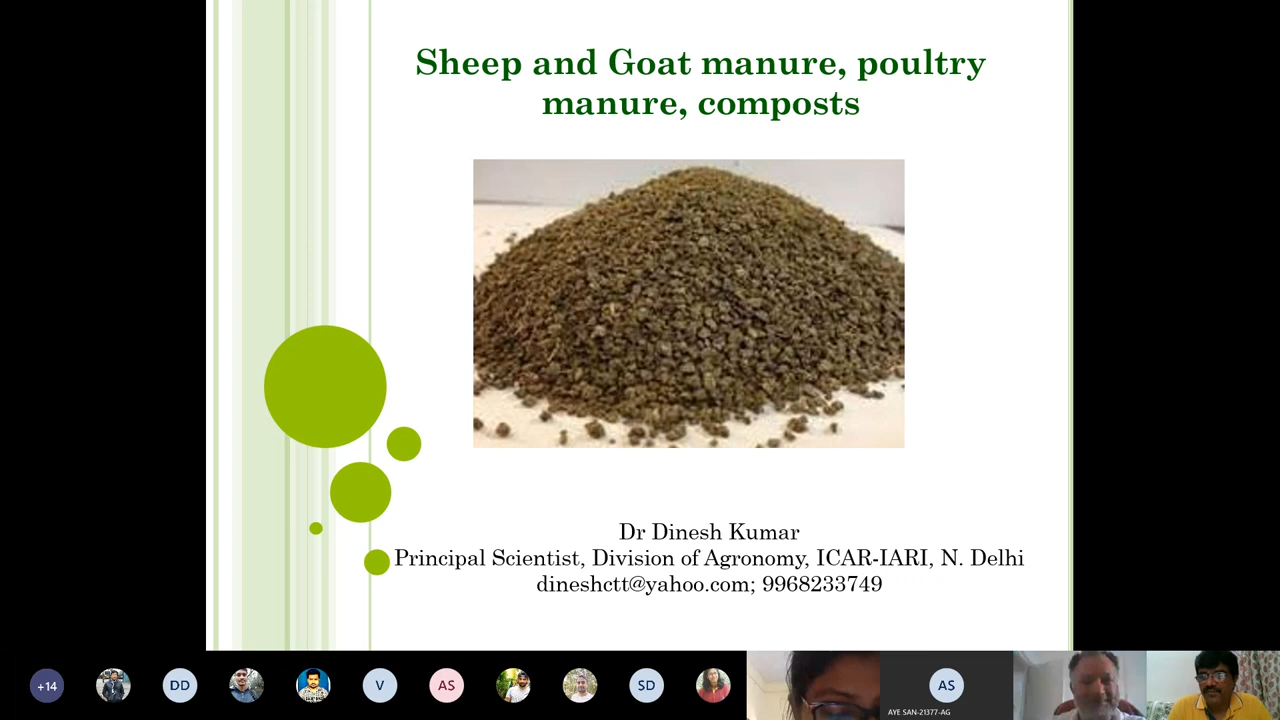 Sheep and Goat manure, poultry
manure, composts
Dr Dinesh Kumar
Principal Scientist, Division of Agronomy, ICAR-IARI, N. Delhi
dineshctt@yahoo.com; 9968233749
+14
DD
V
AS
SD
AS
AYE SAN-21377-AG